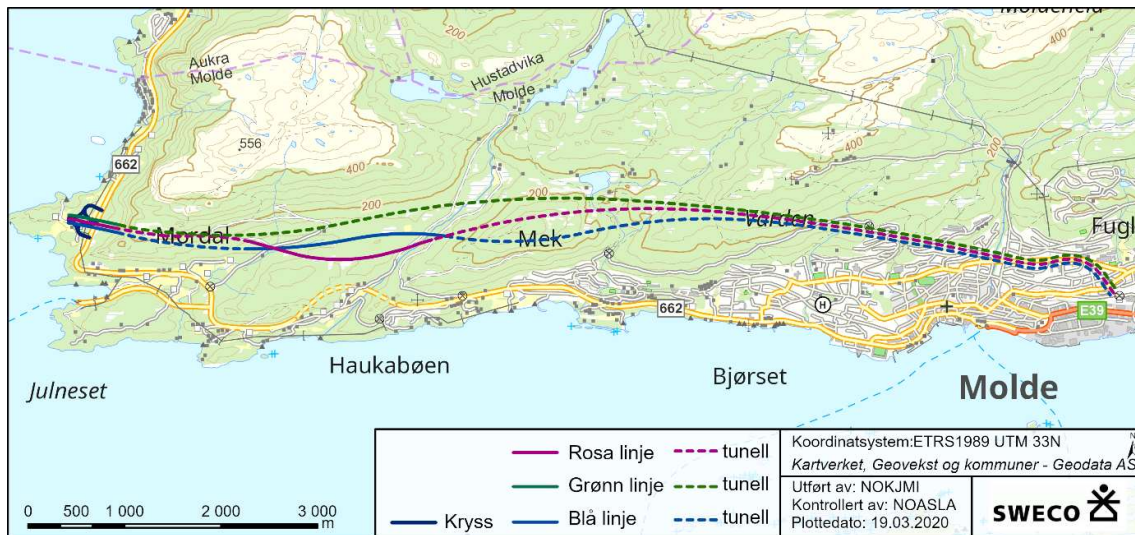 Moldeheia
200
Aukra
Molde
Hustadvika
Molde
662
556
400
400
200
200
200
Mordal
Mek
Varden
Fugl
H
662
E39
Haukabøen
Bjørset
Julneset
Molde
Rosa linje
tunell
Grønn linje
tunell
Kryss
Blå linje
tunell
0 500 1 000 2 000 3 000
m
Koordinatsystem:ETRS1989 UTM 33N
N
Kartverket, Geovekst og kommuner - Geodata AS
Utført av: NOKJMI
Kontrollert av: NOASLA
Plottedato: 19.03.2020
SWECO